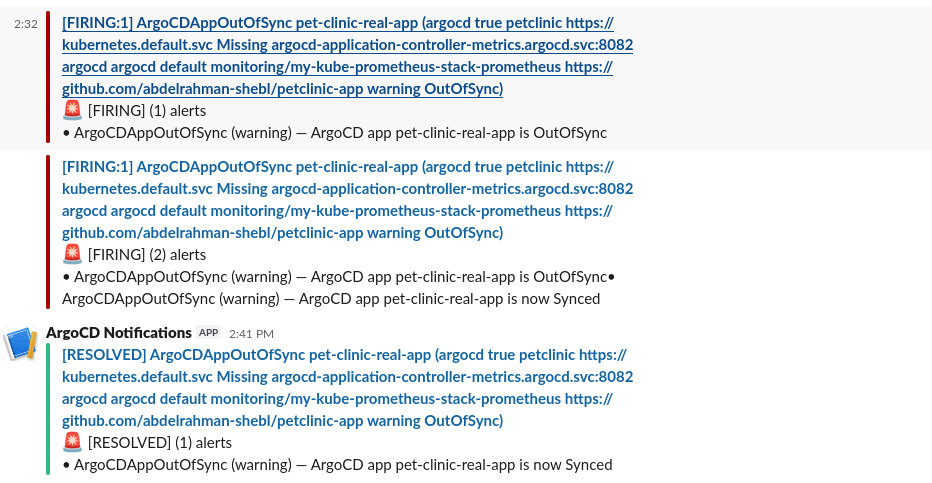 2:32
[FIRING:1] ArgoCDAppOutOfSync pet-clinic-real-app (argocd true petclinic https://
kubernetes.default.svc Missing argocd-application-controller-metrics.argocd.svc:8082
argocd argocd default monitoring/my-kube-prometheus-stack-prometheus https://
github.com/abdelrahman-shebl/petclinic-app warning OutOfSync)
🚨 [FIRING] (1) alerts
• ArgoCDAppOutOfSync (warning) — ArgoCD app pet-clinic-real-app is OutOfSync
[FIRING:1] ArgoCDAppOutOfSync pet-clinic-real-app (argocd true petclinic https://
kubernetes.default.svc Missing argocd-application-controller-metrics.argocd.svc:8082
argocd argocd default monitoring/my-kube-prometheus-stack-prometheus https://
github.com/abdelrahman-shebl/petclinic-app warning OutOfSync)
🚨 [FIRING] (2) alerts
• ArgoCDAppOutOfSync (warning) — ArgoCD app pet-clinic-real-app is OutOfSync•
ArgoCDAppOutOfSync (warning) — ArgoCD app pet-clinic-real-app is now Synced
ArgoCD Notifications APP 2:41 PM
[RESOLVED] ArgoCDAppOutOfSync pet-clinic-real-app (argocd true petclinic https://
kubernetes.default.svc Missing argocd-application-controller-metrics.argocd.svc:8082
argocd argocd default monitoring/my-kube-prometheus-stack-prometheus https://
github.com/abdelrahman-shebl/petclinic-app warning OutOfSync)
🚨 [RESOLVED] (1) alerts
• ArgoCDAppOutOfSync (warning) — ArgoCD app pet-clinic-real-app is now Synced